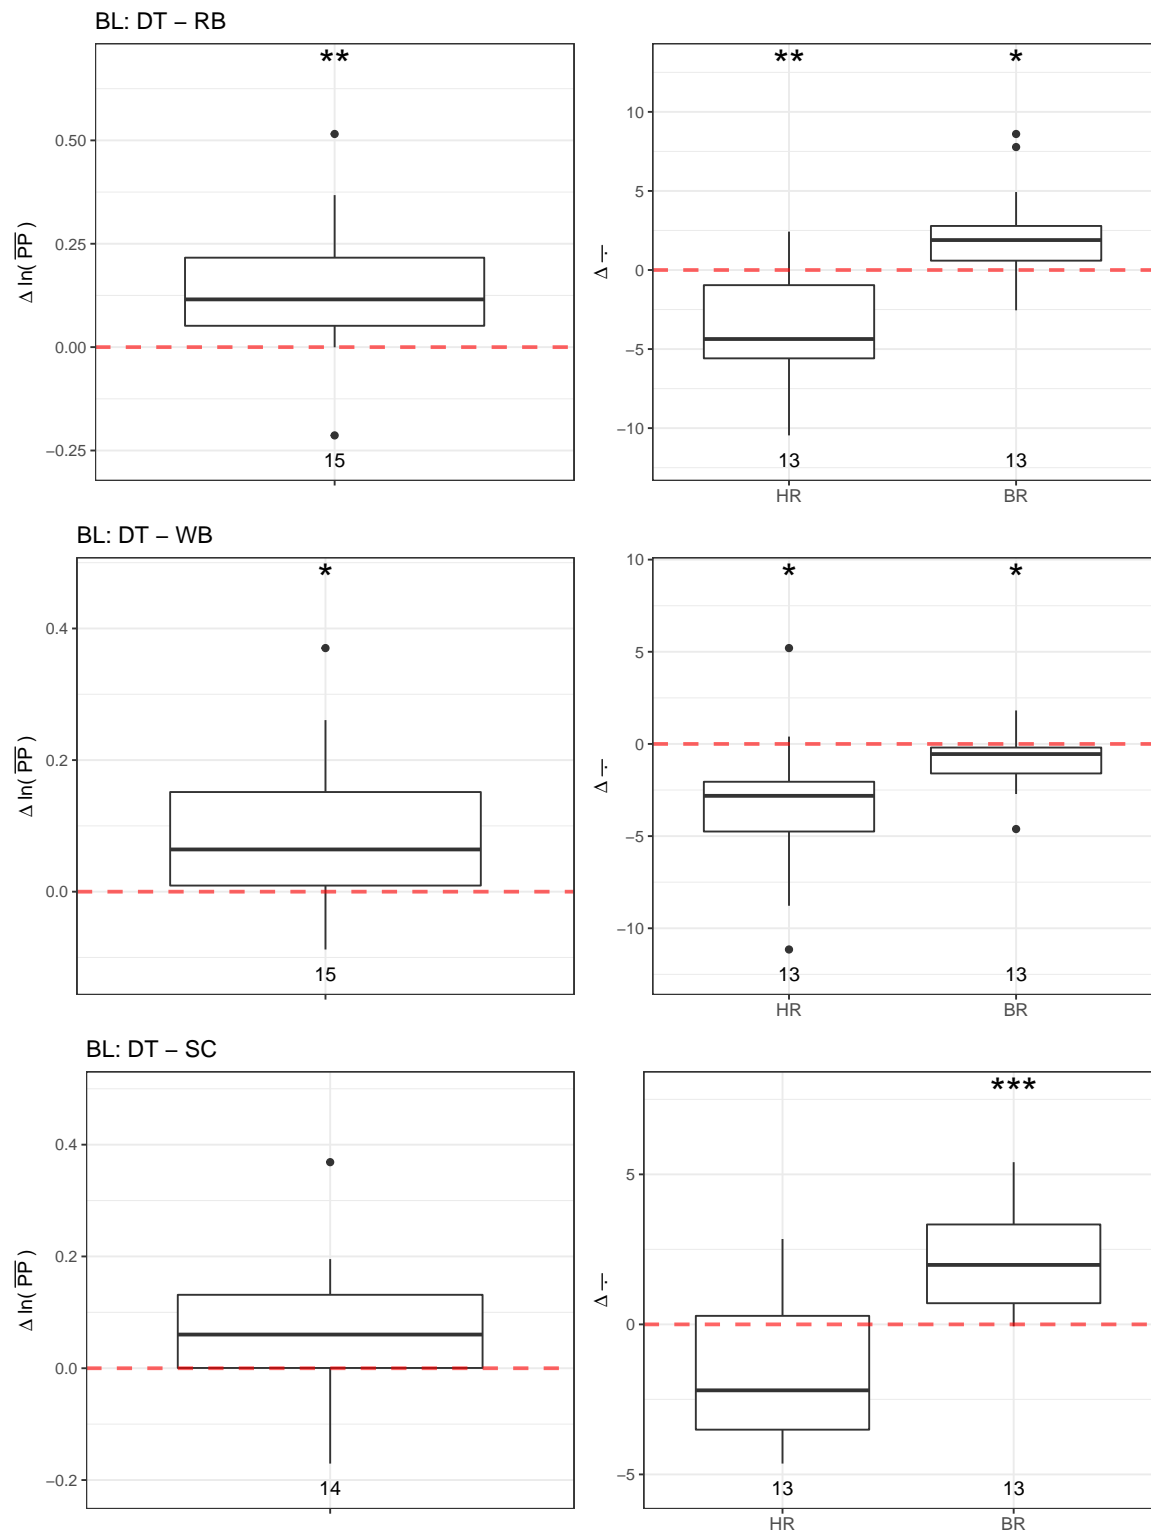 BL: DT – RB
**
0.50
0.25
0.00
−0.25
Δ ln( PP )
15
**
*
10
5
0
−5
−10
Δ ÷
13
13
HR
BR
BL: DT – WB
*
0.4
0.2
0.0
Δ ln( PP )
15
*
*
10
5
0
−5
−10
Δ ÷
13
13
HR
BR
BL: DT – SC
0.4
0.2
0.0
−0.2
Δ ln( PP )
14
***
5
0
−5
Δ ÷
13
13
HR
BR